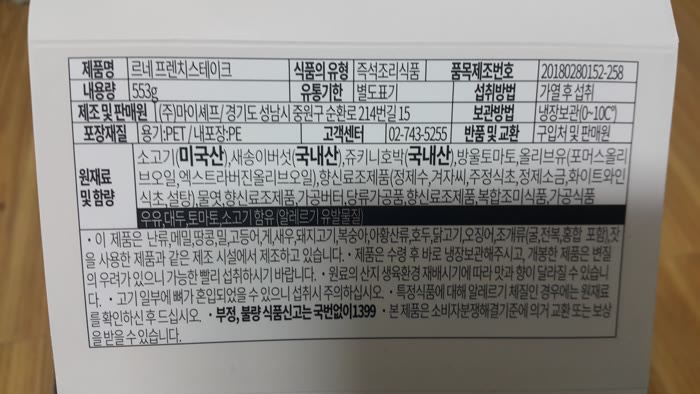 제품명 르네 프렌치스테이크 식품의 유형 즉석조리식품 품목제조번호 20180280152-258
내용량 553g 유통기한 별도표기 섭취방법 가열 후 섭취
제조 및 판매원 (주)마이셰프/ 경기도 성남시 중원구 순환로 214번길 15 보관방법 냉장보관(0~10C°)
포장재질 용기:PET / 내포장:PE 고객센터 02-743-5255 반품 및 교환 구입처 및 판매원
원재료 및 함량
소고기(미국산),새송이버섯(국내산),쥬키니호박(국내산),방울토마토,올리브유(포머스올리
브오일,엑스트라버진올리브오일),향신료조제품(정제수,겨자씨,주정식초,정제소금,화이트와인
식초,설탕),물엿,향신료조제품,가공버터,당류가공품,향신료조제품,복합조미식품,가공식품
우유,대두,토마토,소고기 함유 (알레르기 유발물질)
· 이 제품은 난류,메밀,땅콩,밀,고등어,게,새우,돼지고기,복숭아,아황산류,호두,닭고기,오징어,조개류(굴,전복,홍합 포함),잣
을 사용한 제품과 같은 제조 시설에서 제조하고 있습니다. · 제품은 수령 후 바로 냉장보관해주시고, 개봉한 제품은 변질
의 우려가 있으니 가능한 빨리 섭취하시기 바랍니다. · 원료의 산지 생육환경 재배시기에 따라 맛과 향이 달라질 수 있습니
다. · 고기 일부에 뼈가 혼입되었을 수 있으니 섭취시 주의하십시오. · 특정식품에 대해 알레르기 체질인 경우에는 원재료
를 확인하신 후 드십시오. · 부정, 불량 식품신고는 국번없이1399 · 본 제품은 소비자분쟁해결기준에 의거 교환 또는 보상
을 받을 수 있습니다.